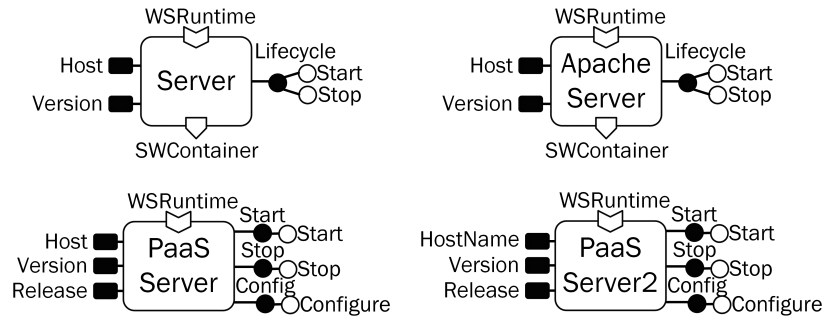 WSRuntime
Host
Version
Server
Lifecycle
Start
Stop
SWContainer
WSRuntime
Host
Version
Apache
Server
Lifecycle
Start
Stop
SWContainer
WSRuntime
Host
Version
Release
PaaS
Server
Start
Start
Stop
Stop
Config
Configure
WSRuntime
HostName
Version
Release
PaaS
Server2
Start
Start
Stop
Stop
Config
Configure